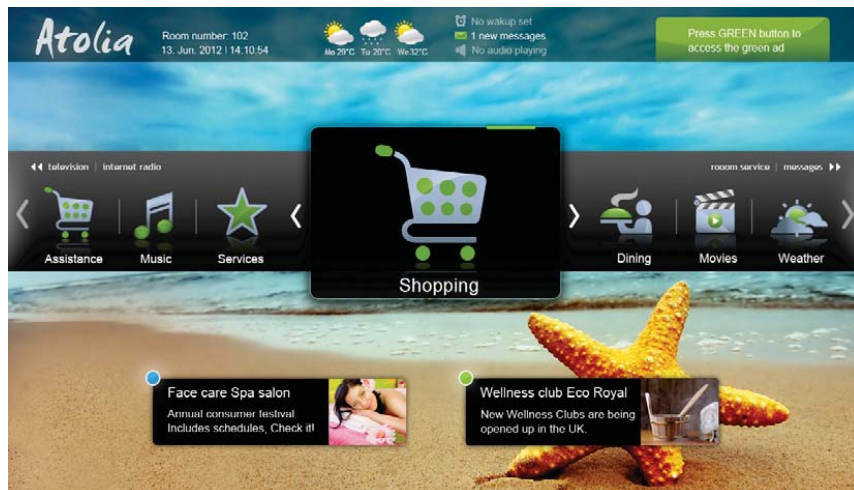 Atolia
Room number: 102
13. Jun. 2012 | 14:10.54
Mo 29°C Tu 20°C We 32°C
No wakup set
1 new messages
No audio playing
Press GREEN button to
access the green ad
television | internet radio
rooom service | messages
Assistance
Music
Services
Shopping
Dining
Movies
Weather
Face care Spa salon
Annual consumer festival
Includes schedules, Check it!
Wellness club Eco Royal
New Wellness Clubs are being
opened up in the UK.